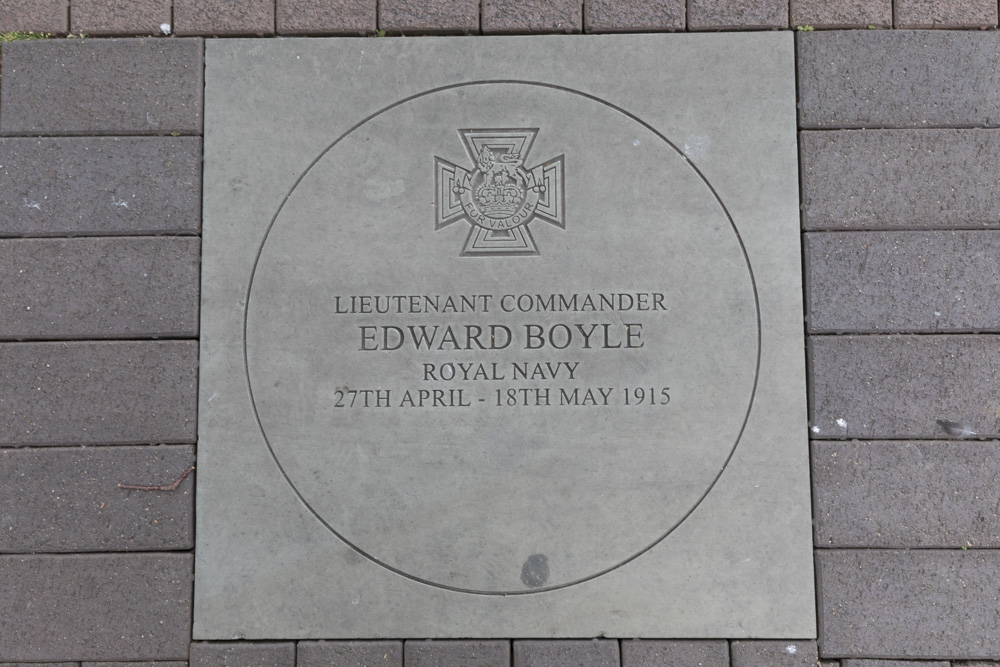 FOR VALOUR
LIEUTENANT COMMANDER
EDWARD BOYLE
ROYAL NAVY
27TH APRIL - 18TH MAY 1915